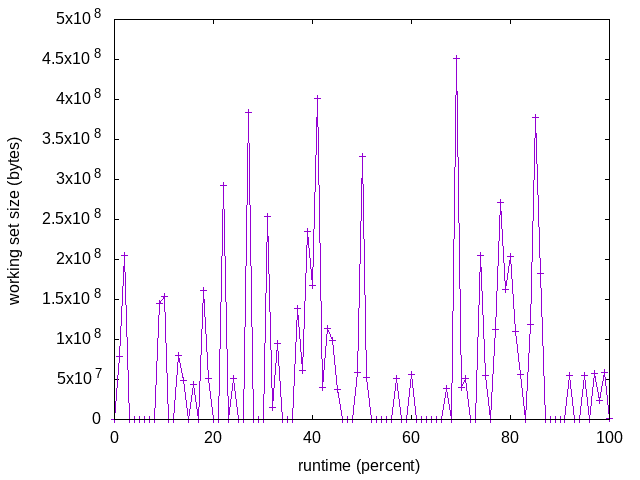 5x10^8
4.5x10^8
4x10^8
3.5x10^8
3x10^8
2.5x10^8
2x10^8
1.5x10^8
1x10^8
5x10^7
0
working set size (bytes)
0 20 40 60 80 100
runtime (percent)